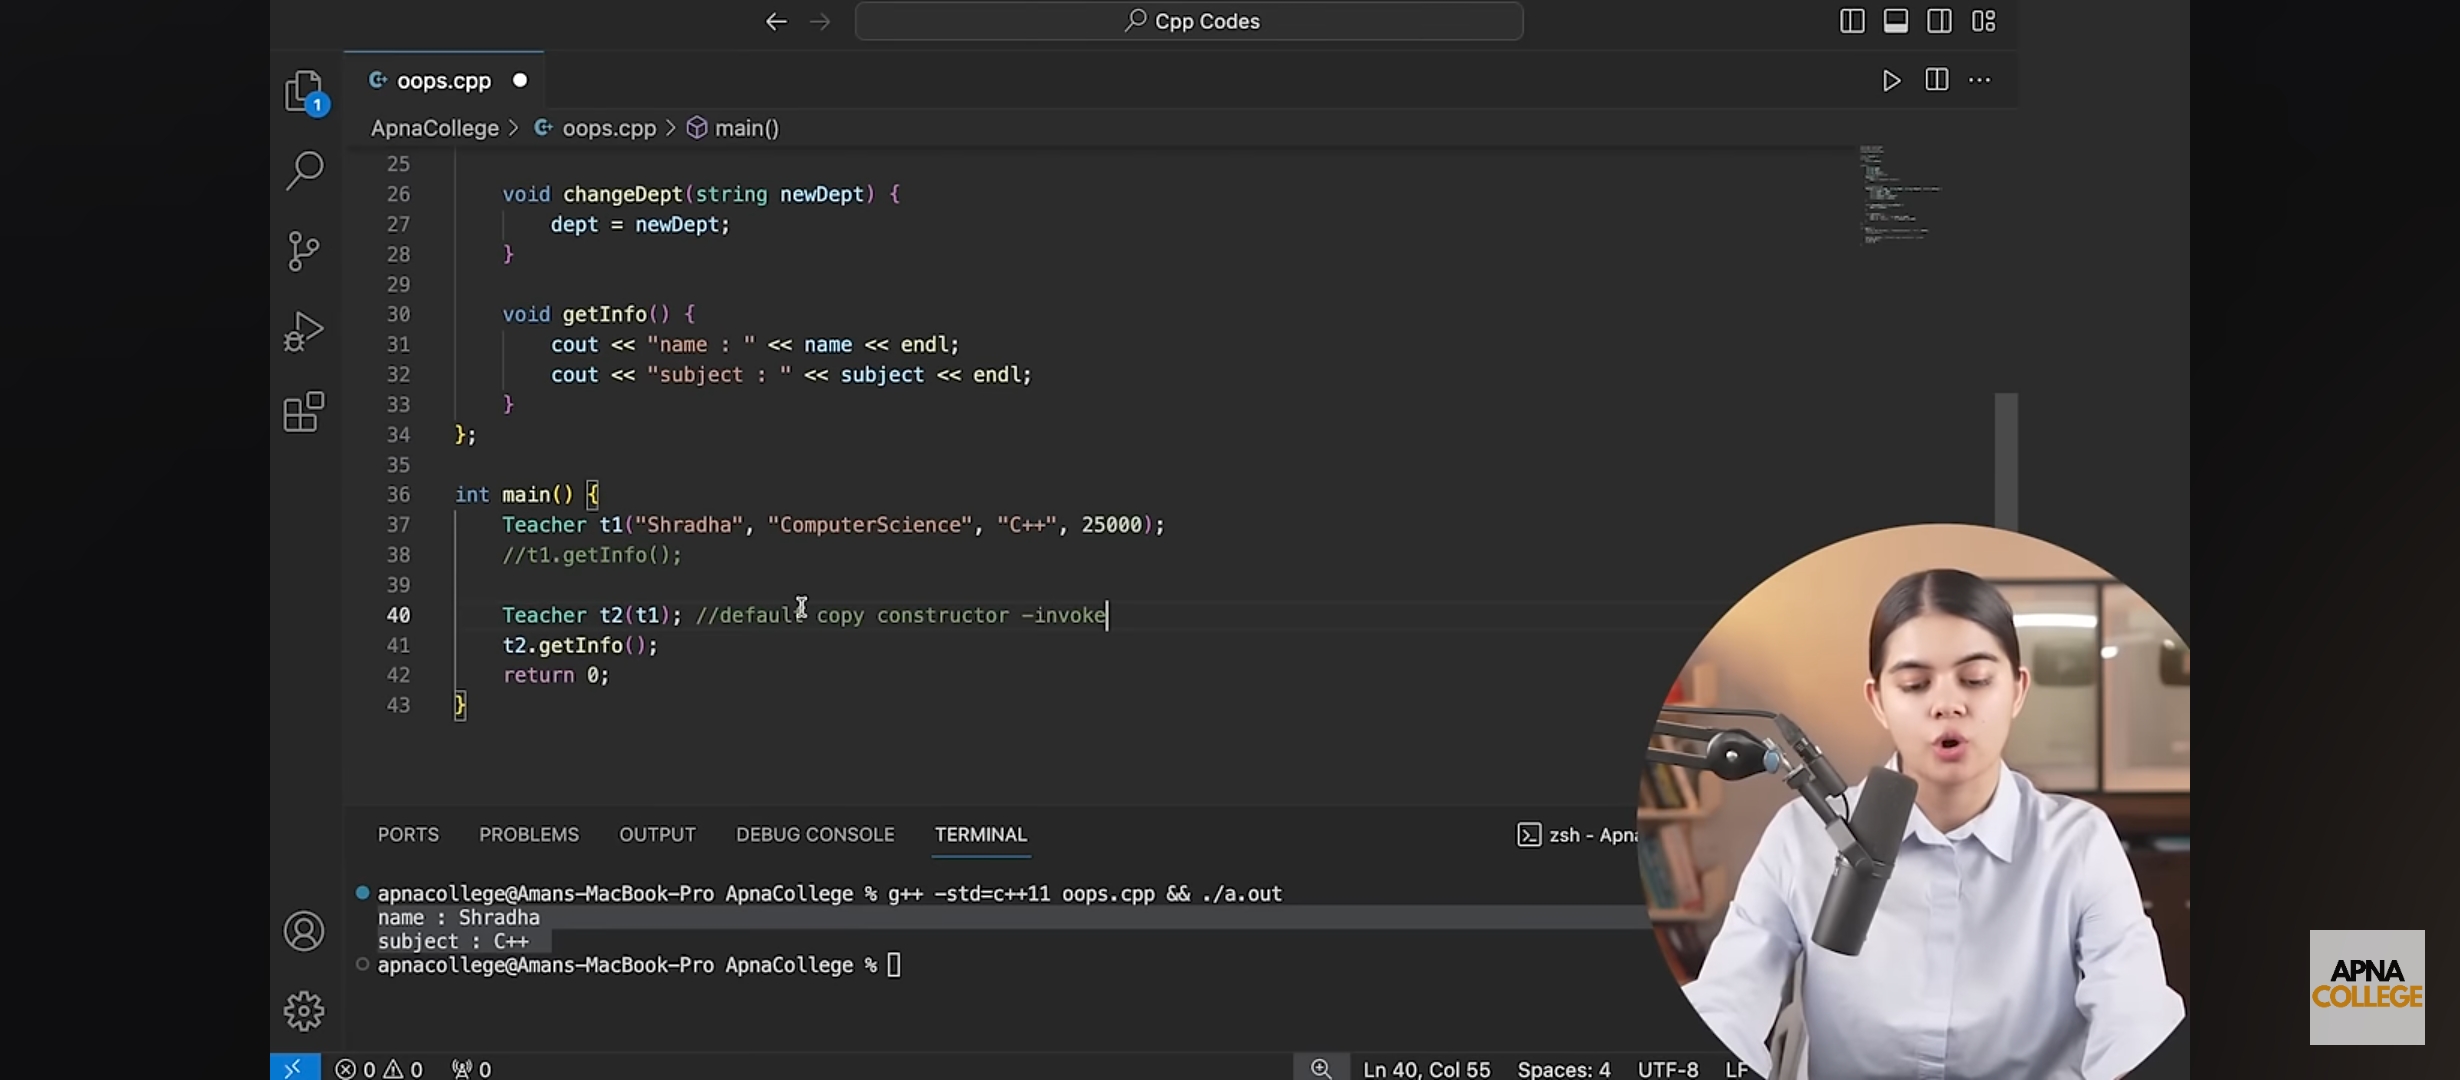 Cpp Codes
oops.cpp
1
ApnaCollege > oops.cpp > main()
25
26 void changeDept(string newDept) {
27 dept = newDept;
28 }
29
30 void getInfo() {
31 cout << "name : " << name << endl;
32 cout << "subject : " << subject << endl;
33 }
34 };
35
36 int main() {
37 Teacher t1("Shradha", "ComputerScience", "C++", 25000);
38 //t1.getInfo();
39
40 Teacher t2(t1); //default copy constructor -invoke
41 t2.getInfo();
42 return 0;
43 }
PORTS PROBLEMS OUTPUT DEBUG CONSOLE TERMINAL zsh - Apna
apnacollege@Amans-MacBook-Pro ApnaCollege % g++ -std=c++11 oops.cpp && ./a.out
name : Shradha
subject : C++
apnacollege@Amans-MacBook-Pro ApnaCollege %
APNA
COLLEGE
0 0 0 Ln 40, Col 55 Spaces: 4 UTF-8 LF